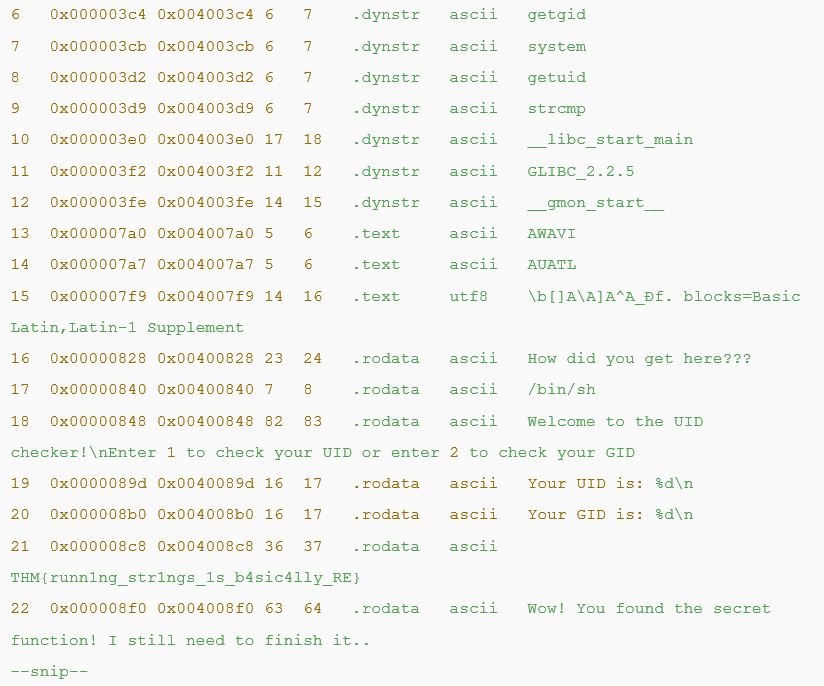 6 0x000003c4 0x004003c4 6 7 .dynstr ascii getgid
7 0x000003cb 0x004003cb 6 7 .dynstr ascii system
8 0x000003d2 0x004003d2 6 7 .dynstr ascii getuid
9 0x000003d9 0x004003d9 6 7 .dynstr ascii strcmp
10 0x000003e0 0x004003e0 17 18 .dynstr ascii __libc_start_main
11 0x000003f2 0x004003f2 11 12 .dynstr ascii GLIBC_2.2.5
12 0x000003fe 0x004003fe 14 15 .dynstr ascii __gmon_start__
13 0x000007a0 0x004007a0 5 6 .text ascii AWAVI
14 0x000007a7 0x004007a7 5 6 .text ascii AUATL
15 0x000007f9 0x004007f9 14 16 .text utf8 \b[]A\A]A^A_Ðf. blocks=Basic
Latin,Latin-1 Supplement
16 0x00000828 0x00400828 23 24 .rodata ascii How did you get here???
17 0x00000840 0x00400840 7 8 .rodata ascii /bin/sh
18 0x00000848 0x00400848 82 83 .rodata ascii Welcome to the UID
checker!\nEnter 1 to check your UID or enter 2 to check your GID
19 0x0000089d 0x0040089d 16 17 .rodata ascii Your UID is: %d\n
20 0x000008b0 0x004008b0 16 17 .rodata ascii Your GID is: %d\n
21 0x000008c8 0x004008c8 36 37 .rodata ascii
THM{runn1ng_str1ngs_1s_b4sic4lly_RE}
22 0x000008f0 0x004008f0 63 64 .rodata ascii Wow! You found the secret
function! I still need to finish it..
--snip--